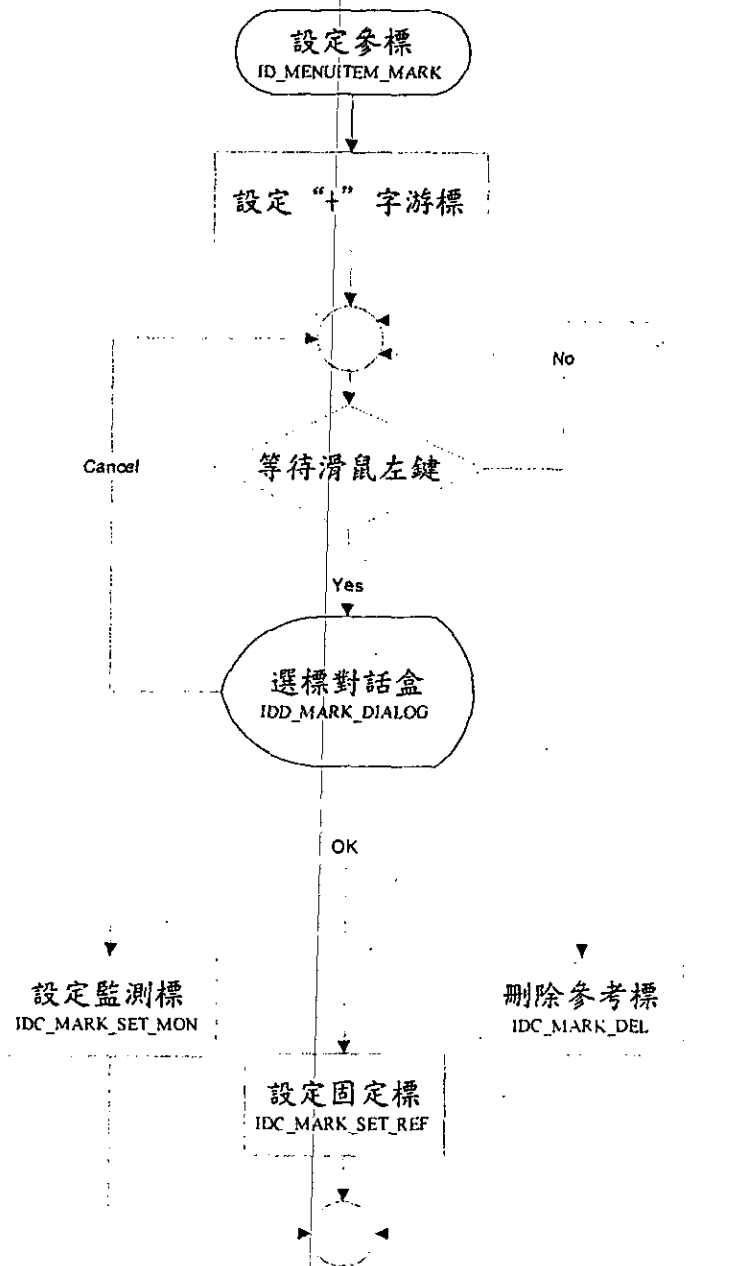 設定參標
ID_MENUITEM_MARK
設定 “+” 字游標
No
Cancel
等待滑鼠左鍵
Yes
選標對話盒
IDD_MARK_DIALOG
OK
設定監測標
IDC_MARK_SET_MON
刪除參考標
IDC_MARK_DEL
設定固定標
IDC_MARK_SET_REF